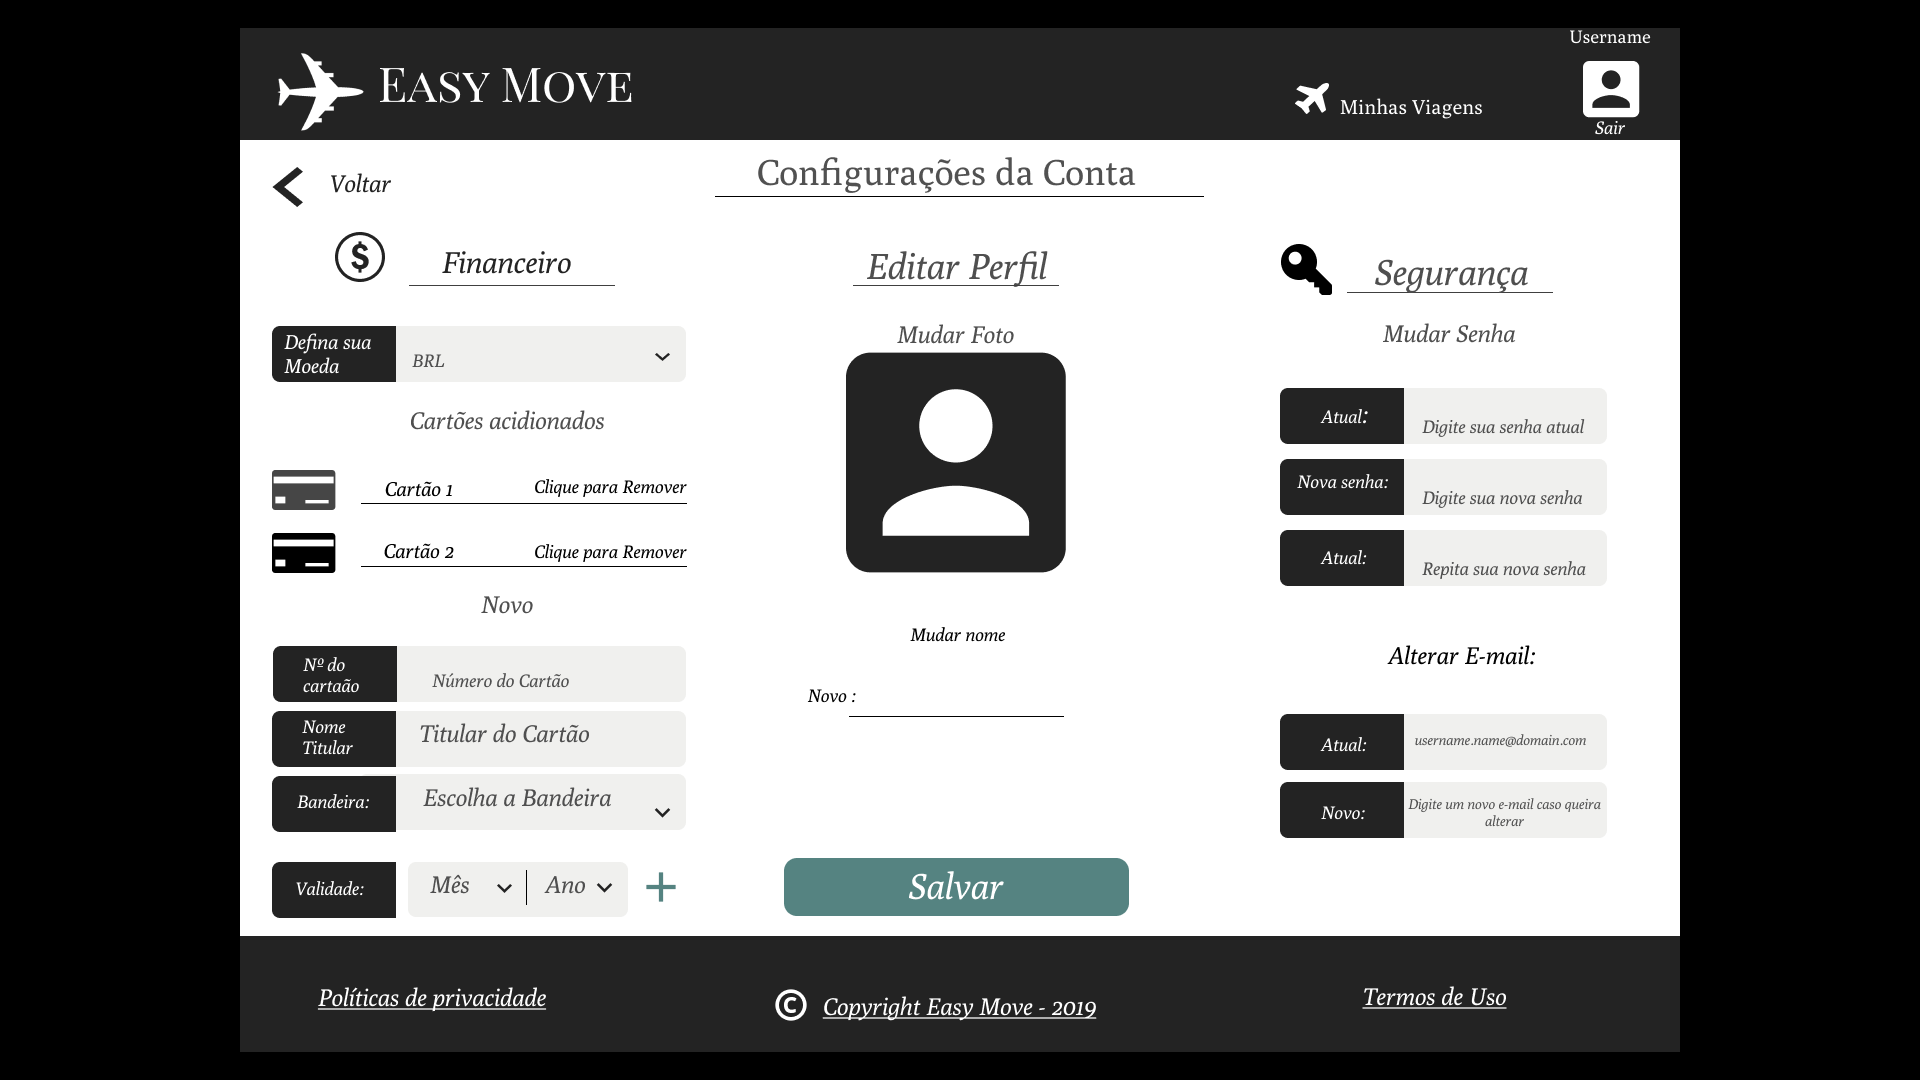 Username
EASY MOVE
Minhas Viagens
Sair
Voltar
Configurações da Conta
Financeiro
Defina sua
Moeda
BRL
Cartões acidionados
Cartão 1
Clique para Remover
Cartão 2
Clique para Remover
Novo
Nº do
cartaão
Número do Cartão
Nome
Titular
Titular do Cartão
Bandeira:
Escolha a Bandeira
Validade:
Mês
Ano
Editar Perfil
Mudar Foto
Mudar nome
Novo :
Salvar
Segurança
Mudar Senha
Atual:
Digite sua senha atual
Nova senha:
Digite sua nova senha
Atual:
Repita sua nova senha
Alterar E-mail:
Atual:
username.name@domain.com
Novo:
Digite um novo e-mail caso queira
alterar
Políticas de privacidade
© Copyright Easy Move - 2019
Termos de Uso